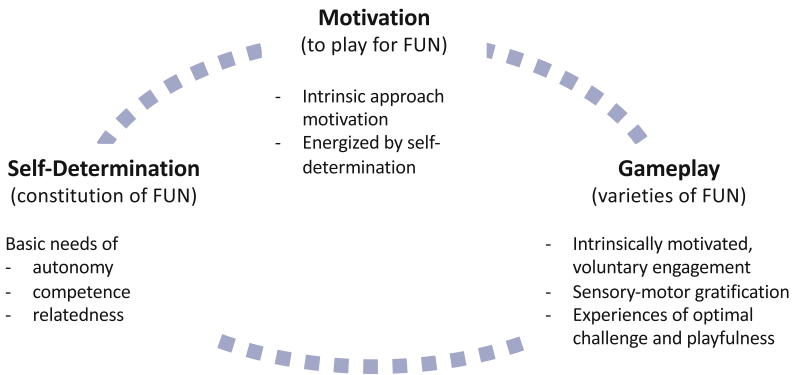 Motivation
(to play for FUN)
- Intrinsic approach
motivation
- Energized by self-
determination
Self-Determination
(constitution of FUN)
Basic needs of
- autonomy
- competence
- relatedness
Gameplay
(varieties of FUN)
- Intrinsically motivated,
voluntary engagement
- Sensory-motor gratification
- Experiences of optimal
challenge and playfulness